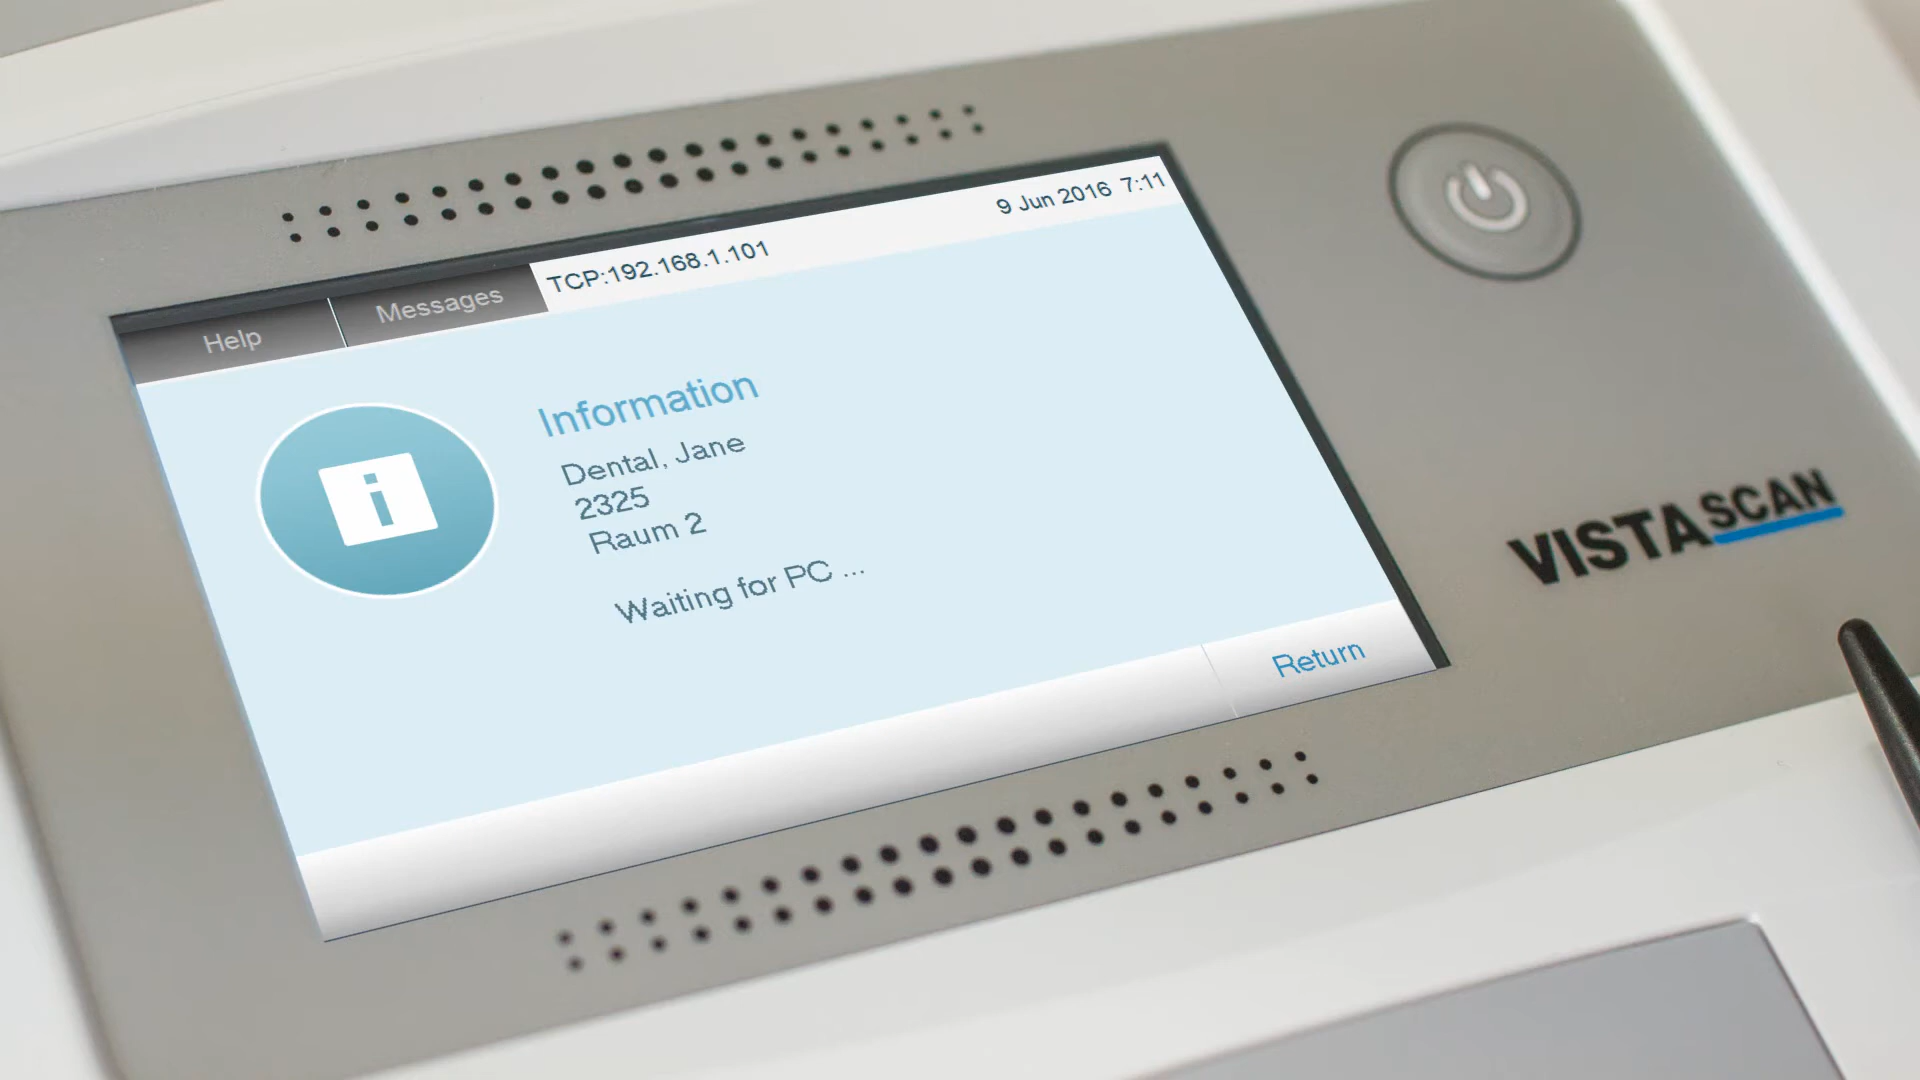 Help
Messages
TCP:192.168.1.101
9 Jun 2016 7:11
Information
Dental, Jane
2325
Raum 2
Waiting for PC ...
Return
VISTASCAN